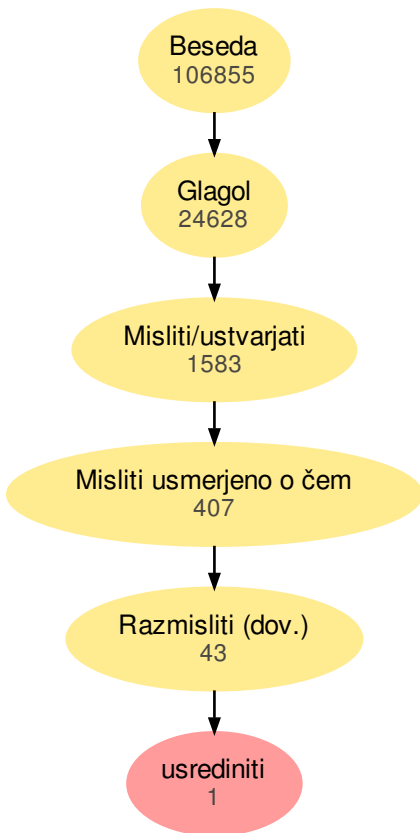 Beseda
106855
Glagol
24628
Misliti/ustvarjati
1583
Misliti usmerjeno o čem
407
Razmisliti (dov.)
43
usrediniti
1